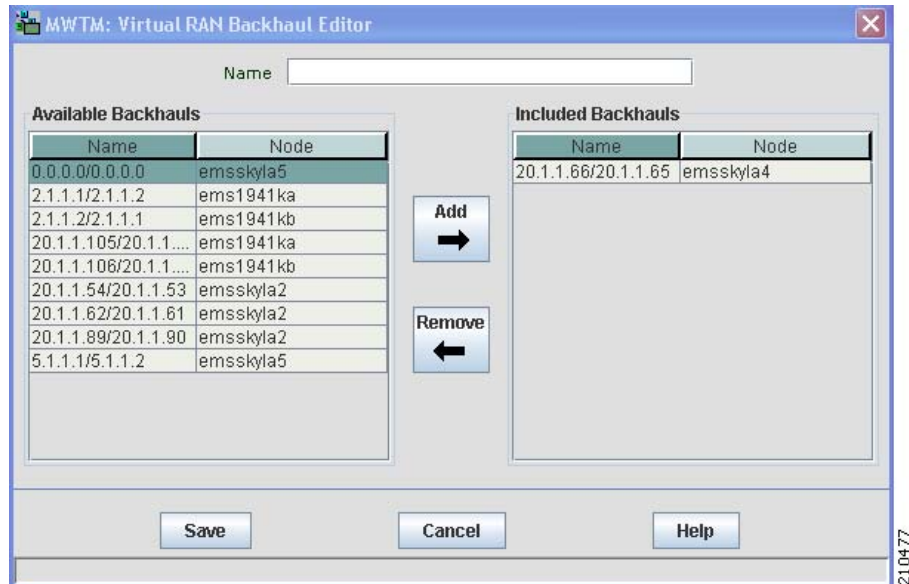 MWTM: Virtual RAN Backhaul Editor
Name
Available Backhauls
Included Backhauls
Name Node
0.0.0.0/0.0.0.0 emsskyla5
2.1.1.1/2.1.1.2 ems1941ka
2.1.1.2/2.1.1.1 ems1941kb
20.1.1.105/20.1.1.... ems1941ka
20.1.1.106/20.1.1.... ems1941kb
20.1.1.54/20.1.1.53 emsskyla2
20.1.1.62/20.1.1.61 emsskyla2
20.1.1.89/20.1.1.90 emsskyla2
5.1.1.1/5.1.1.2 emsskyla5
Add
Remove
Name Node
20.1.1.66/20.1.1.65 emsskyla4
Save Cancel Help
210477